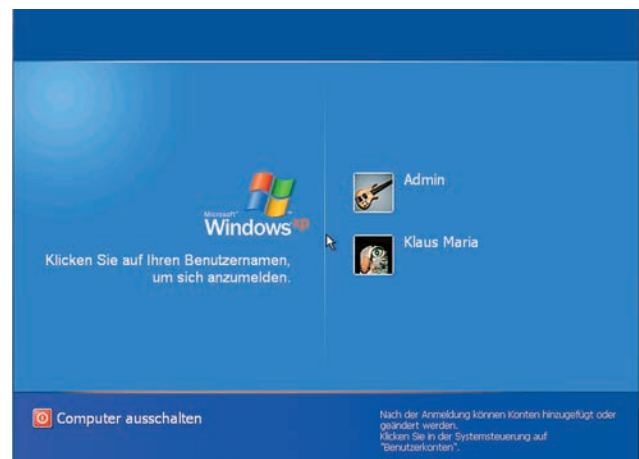 Microsoft®
Windows xp
Klicken Sie auf Ihren Benutzernamen,
um sich anzumelden.
Admin
Klaus Maria
Computer ausschalten
Nach der Anmeldung können Konten hinzugefügt oder
geändert werden.
Klicken Sie in der Systemsteuerung auf
"Benutzerkonten".